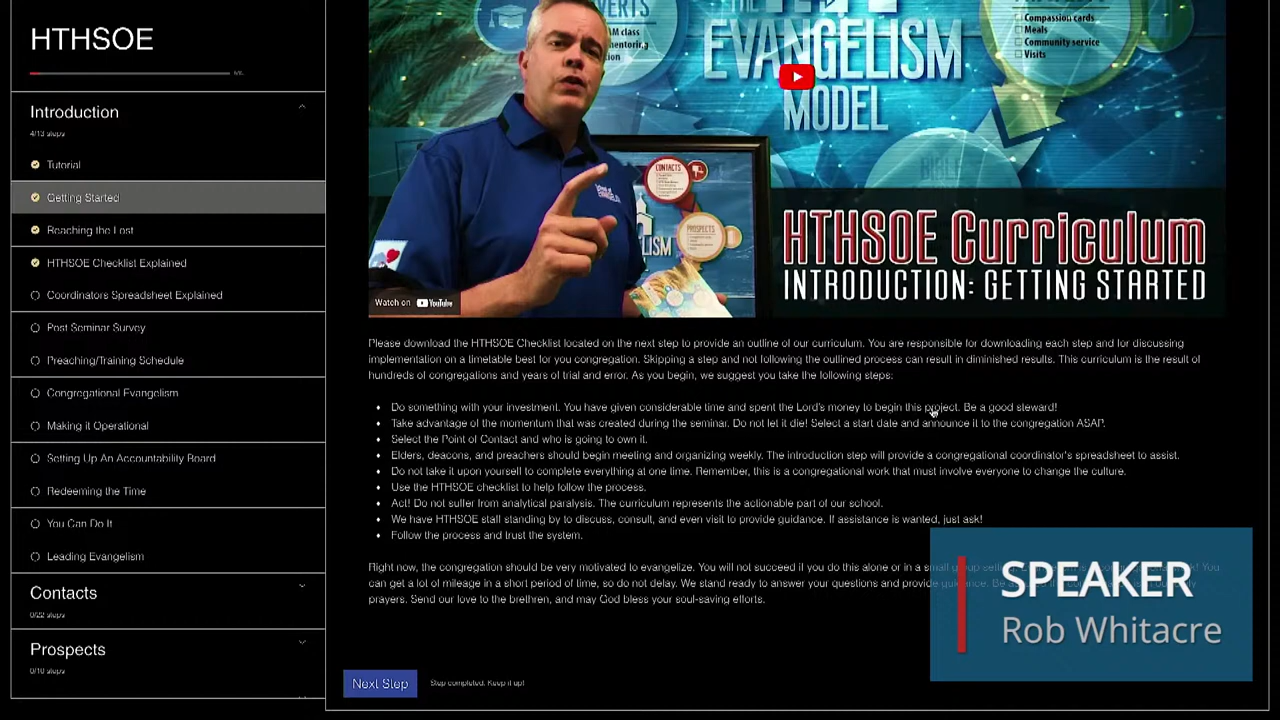 HTHSOE
Introduction
4/13 steps
Tutorial
Getting Started
Reaching the Lost
HTHSOE Checklist Explained
Coordinators Spreadsheet Explained
Post Seminar Survey
Preaching/Training Schedule
Congregational Evangelism
Making it Operational
Setting Up An Accountability Board
Redeeming the Time
You Can Do It
Leading Evangelism
Contacts
0/22 steps
Prospects
0/10 steps
Compassion cards
Meals
Community service
Visits
EVANGELISM
MODEL
CONTACTS
PROSPECTS
HTHSOE Curriculum
INTRODUCTION: GETTING STARTED
Watch on YouTube
Please download the HTHSOE Checklist located on the next step to provide an outline of our curriculum. You are responsible for downloading each step and for discussing
implementation on a timetable best for you congregation. Skipping a step and not following the outlined process can result in diminished results. This curriculum is the result of
hundreds of congregations and years of trial and error. As you begin, we suggest you take the following steps:
• Do something with your investment. You have given considerable time and spent the Lord's money to begin this project. Be a good steward!
• Take advantage of the momentum that was created during the seminar. Do not let it die! Select a start date and announce it to the congregation ASAP.
• Select the Point of Contact and who is going to own it.
• Elders, deacons, and preachers should begin meeting and organizing weekly. The introduction step will provide a congregational coordinator's spreadsheet to assist.
• Do not take it upon yourself to complete everything at one time. Remember, this is a congregational work that must involve everyone to change the culture.
• Use the HTHSOE checklist to help follow the process.
• Act! Do not suffer from analytical paralysis. The curriculum represents the actionable part of our school.
• We have HTHSOE staff standing by to discuss, consult, and even visit to provide guidance. If assistance is wanted, just ask!
• Follow the process and trust the system.
Right now, the congregation should be very motivated to evangelize. You will not succeed if you do this alone or in a small group
can get a lot of mileage in a short period of time, so do not delay. We stand ready to answer your questions and provide guidance.
prayers. Send our love to the brethren, and may God bless your soul-saving efforts.
SPEAKER
Rob Whitacre
Next Step
Step completed. Keep it up!